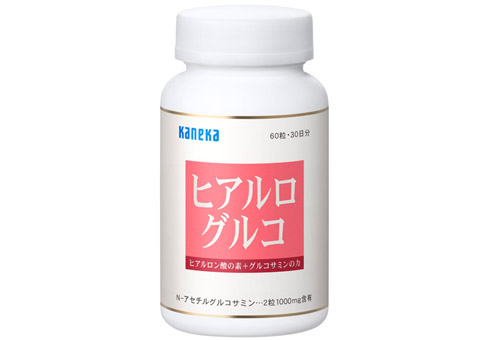 Kaneka
60粒・30日分
ヒアルロ
グルコ
ヒアルロン酸の素＋グルコサミンの力
N-アセチルグルコサミン…2粒1000mg含有